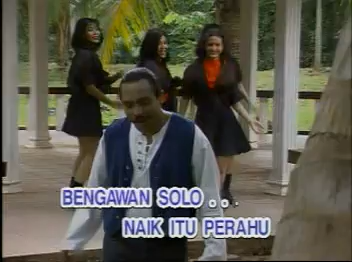 BENGAWAN SOLO . . .
NAIK ITU PERAHU